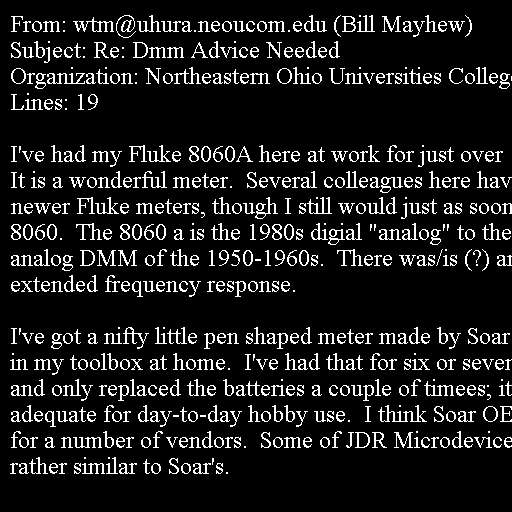 From: wtm@uhura.neoucom.edu (Bill Mayhew)
Subject: Re: Dmm Advice Needed
Organization: Northeastern Ohio Universities
Lines: 19

I've had my Fluke 8060A here at work for just over
It is a wonderful meter.  Several colleagues here
newer Fluke meters, though I still would just as soon
8060.  The 8060 a is the 1980s digial "analog" to the
analog DMM of the 1950-1960s.  There was/is (?)
extended frequency response.

I've got a nifty little pen shaped meter made by Soar
in my toolbox at home.  I've had that for six or
and only replaced the batteries a couple of timees; it
adequate for day-to-day hobby use.  I think Soar
for a number of vendors.  Some of JDR
rather similar to Soar's.